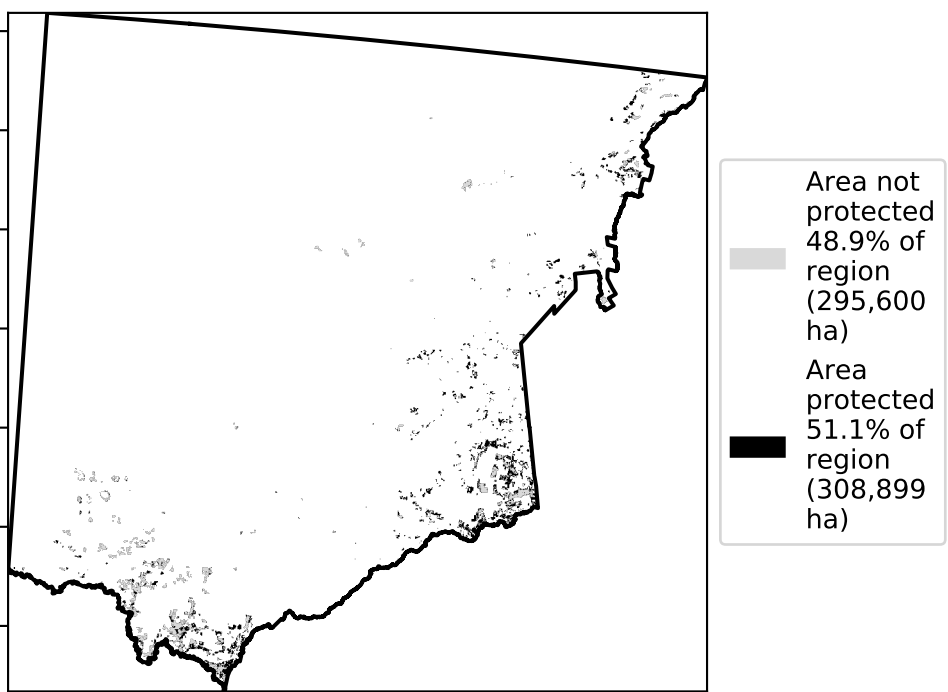 Area not
protected
48.9% of
region
(295,600
ha)
Area
protected
51.1% of
region
(308,899
ha)